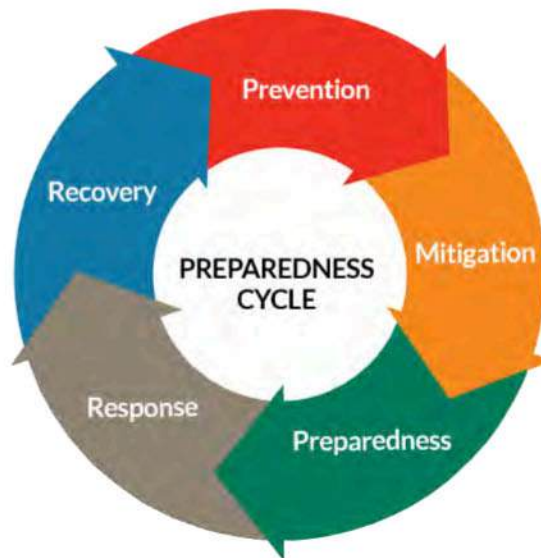 Prevention
Recovery
Mitigation
PREPAREDNESS
CYCLE
Response
Preparedness